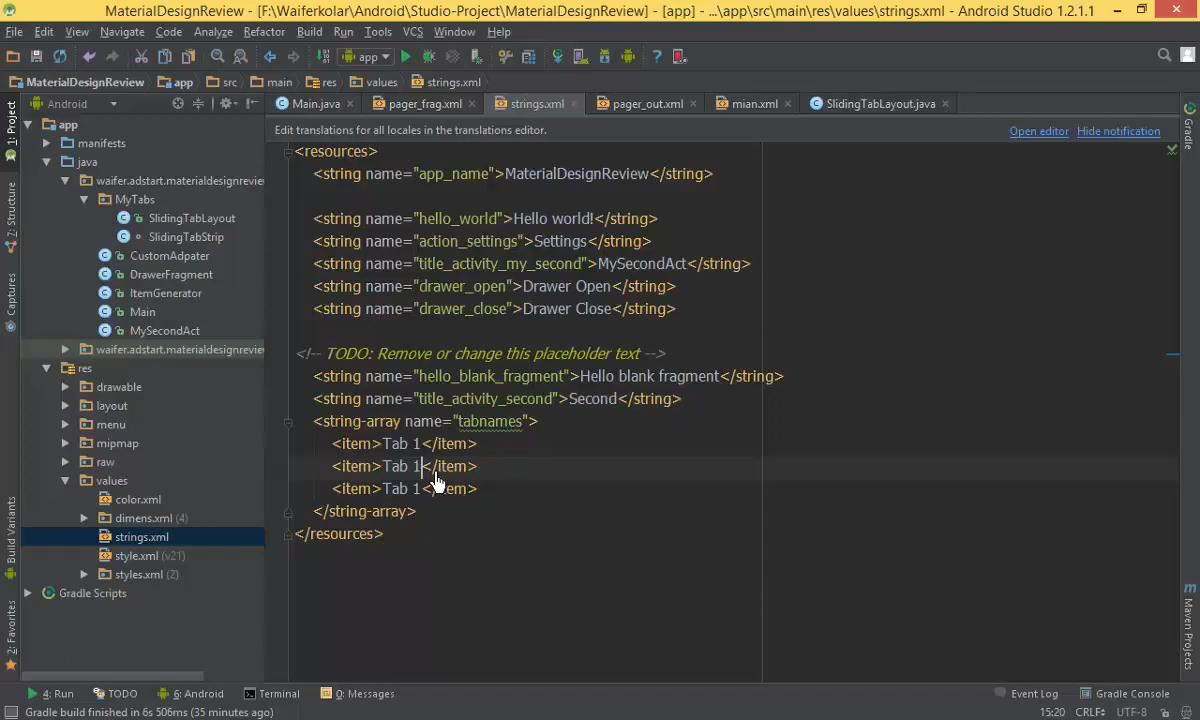 MaterialDesignReview - [F:\Waiferkolar\Android\Studio-Project\MaterialDesignReview] - [app] - ...\app\src\main\res\values\strings.xml - Android Studio 1.2.1.1
File Edit View Navigate Code Analyze Refactor Build Run Tools VCS Window Help
app
MaterialDesignReview app src main res values strings.xml
Android
Main.java pager_frag.xml strings.xml pager_out.xml mian.xml SlidingTabLayout.java
Edit translations for all locales in the translations editor. Open editor Hide notification
1: Project
7: Structure
Captures
Build Variants
2: Favorites
app
manifests
java
waifer.adstart.materialdesignrevie
MyTabs
SlidingTabLayout
SlidingTabStrip
CustomAdpater
DrawerFragment
ItemGenerator
Main
MySecondAct
waifer.adstart.materialdesignrevie
res
drawable
layout
menu
mipmap
raw
values
color.xml
dimens.xml (4)
strings.xml
style.xml (v21)
styles.xml (2)
Gradle Scripts
<resources>
<string name="app_name">MaterialDesignReview</string>
<string name="hello_world">Hello world!</string>
<string name="action_settings">Settings</string>
<string name="title_activity_my_second">MySecondAct</string>
<string name="drawer_open">Drawer Open</string>
<string name="drawer_close">Drawer Close</string>
<!-- TODO: Remove or change this placeholder text -->
<string name="hello_blank_fragment">Hello blank fragment</string>
<string name="title_activity_second">Second</string>
<string-array name="tabnames">
<item>Tab 1</item>
<item>Tab 1</item>
<item>Tab 1</item>
</string-array>
</resources>
Gradle
Maven Projects
4: Run TODO 6: Android Terminal 0: Messages Event Log Gradle Console
Gradle build finished in 6s 506ms (35 minutes ago) 15:20 CRLF UTF-8